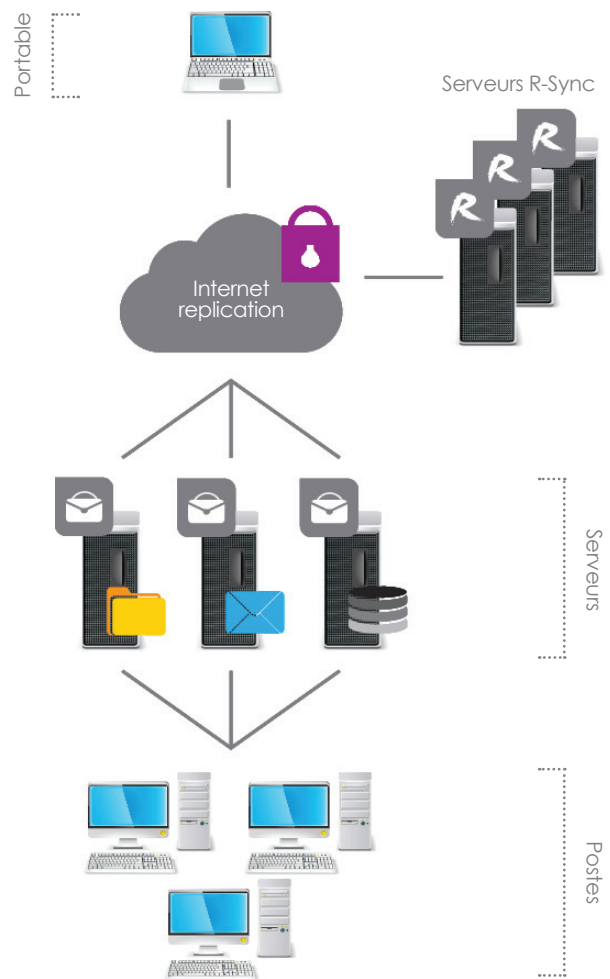 Portable
Serveurs R-Sync
R
R
R
Internet
replication
Serveurs
Postes